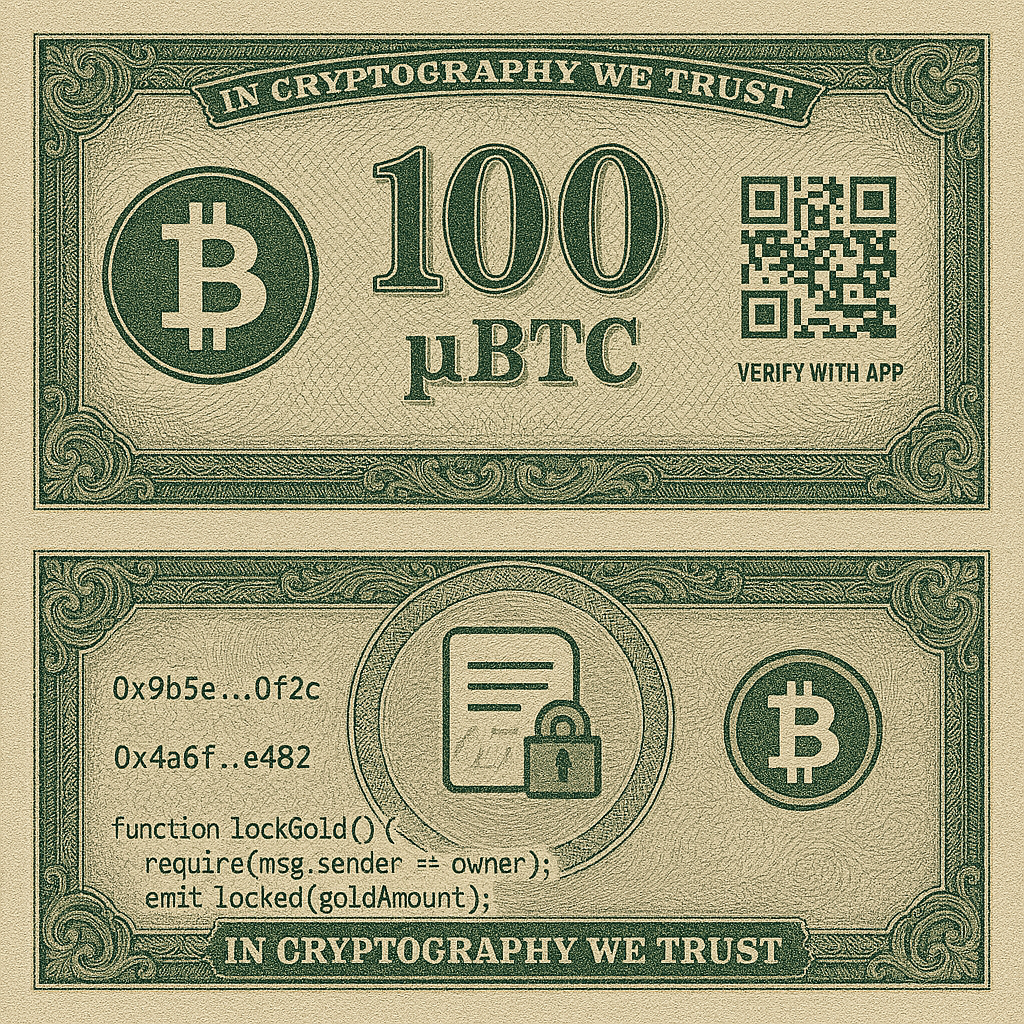 IN CRYPTOGRAPHY WE TRUST
100
μBTC
VERIFY WITH APP
0x9b5e...0f2c
0x4a6f..e482
function lockGold() (
require(msg.sender == owner);
emit locked(goldAmount);
IN CRYPTOGRAPHY WE TRUST